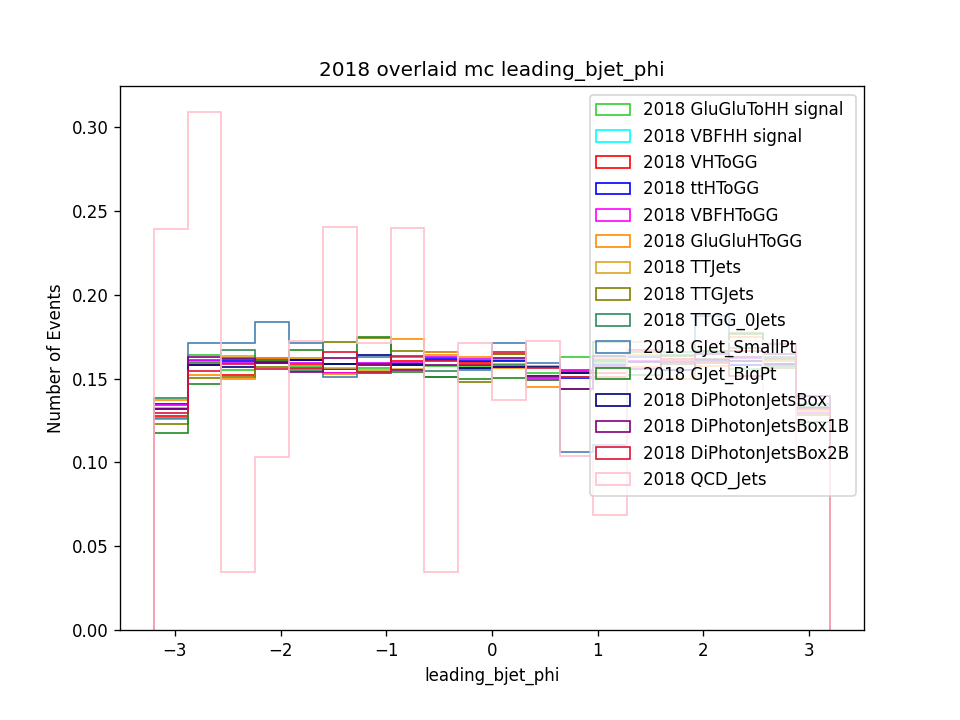 2018 overlaid mc leading_bjet_phi
Number of Events
0.30
0.25
0.20
0.15
0.10
0.05
0.00
2018 GluGluToHH signal
2018 VBFHH signal
2018 VHToGG
2018 ttHToGG
2018 VBFHToGG
2018 GluGluHToGG
2018 TTJets
2018 TTGJets
2018 TTGG_0Jets
2018 GJet_SmallPt
2018 GJet_BigPt
2018 DiPhotonJetsBox
2018 DiPhotonJetsBox1B
2018 DiPhotonJetsBox2B
2018 QCD_Jets
−3
−2
−1
0
1
2
3
leading_bjet_phi